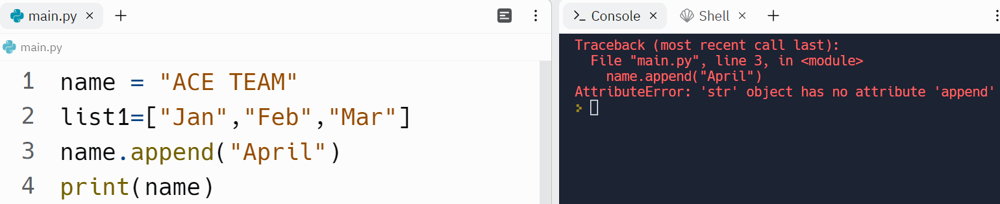 main.py × +
main.py
1 name = "ACE TEAM"
2 list1=["Jan","Feb","Mar"]
3 name.append("April")
4 print(name)
>_ Console × Shell × +
Traceback (most recent call last):
  File "main.py", line 3, in <module>
    name.append("April")
AttributeError: 'str' object has no attribute 'append'